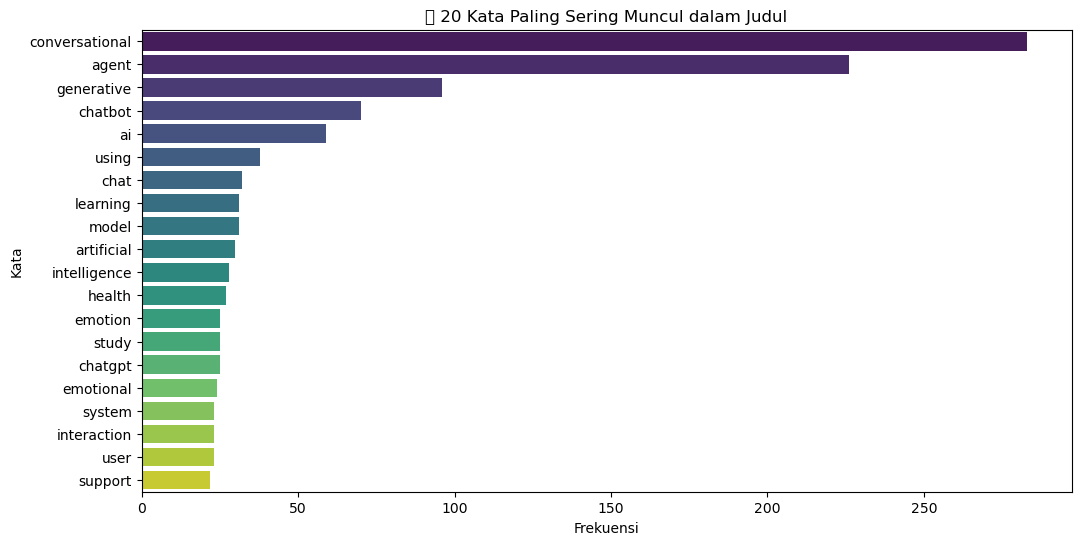 ▯ 20 Kata Paling Sering Muncul dalam Judul
conversational
agent
generative
chatbot
ai
using
chat
learning
model
artificial
intelligence
health
emotion
study
chatgpt
emotional
system
interaction
user
support
Kata
0 50 100 150 200 250
Frekuensi